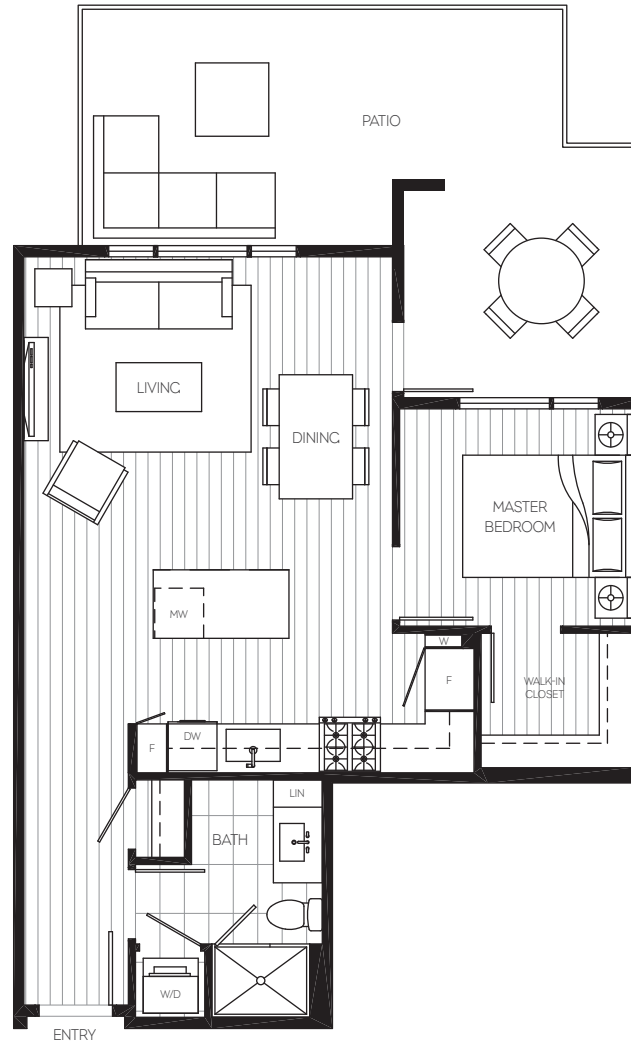 PATIO
LIVING
DINING
MASTER
BEDROOM
MW
W
F
WALK-IN
CLOSET
F
DW
LIN
BATH
W/D
ENTRY